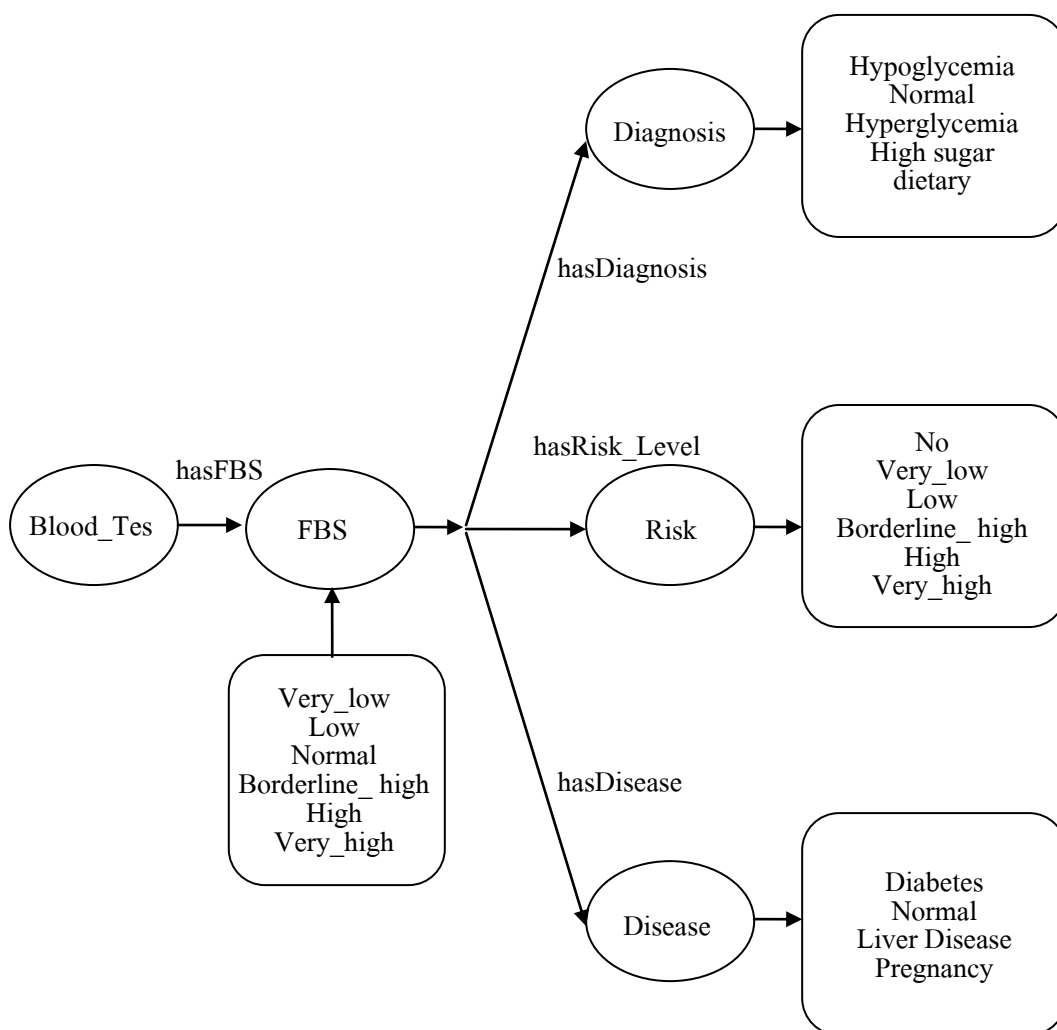 Hypoglycemia
Normal
Hyperglycemia
High sugar
dietary
Diagnosis
hasDiagnosis
hasRisk_Level
No
Very_low
Low
Borderline_ high
High
Very_high
hasFBS
Blood_Tes
FBS
Risk
Very_low
Low
Normal
Borderline_ high
High
Very_high
hasDisease
Disease
Diabetes
Normal
Liver Disease
Pregnancy